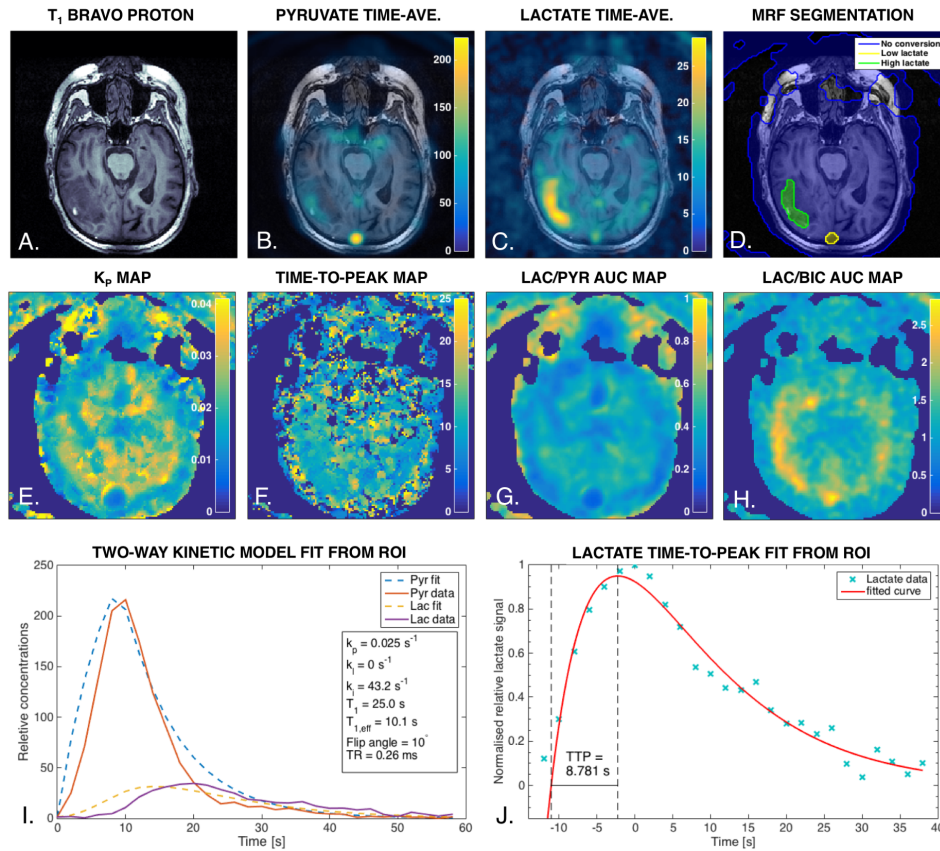 T1 BRAVO PROTON
PYRUVATE TIME-AVE.
LACTATE TIME-AVE.
MRF SEGMENTATION
A.
200
150
100
50
0
B.
25
20
15
10
5
0
C.
No conversion
Low lactate
High lactate
D.
KP MAP
TIME-TO-PEAK MAP
LAC/PYR AUC MAP
LAC/BIC AUC MAP
0.04
0.03
0.02
0.01
0
E.
25
20
15
10
5
0
F.
1
0.8
0.6
0.4
0.2
0
G.
2.5
2
1.5
1
0.5
0
H.
TWO-WAY KINETIC MODEL FIT FROM ROI
250
200
150
100
50
0
Relative concentrations
Pyr fit
Pyr data
Lac fit
Lac data
kp = 0.025 s-1
kl = 0 s-1
kl = 43.2 s-1
T1 = 25.0 s
T1,eff = 10.1 s
Flip angle = 10°
TR = 0.26 ms
I.
0 10 20 30 40 50 60
Time [s]
LACTATE TIME-TO-PEAK FIT FROM ROI
1
0.8
0.6
0.4
0.2
0
Normalised relative lactate signal
Lactate data
fitted curve
TTP =
8.781 s
J.
-10 -5 0 5 10 15 20 25 30 35 40
Time [s]